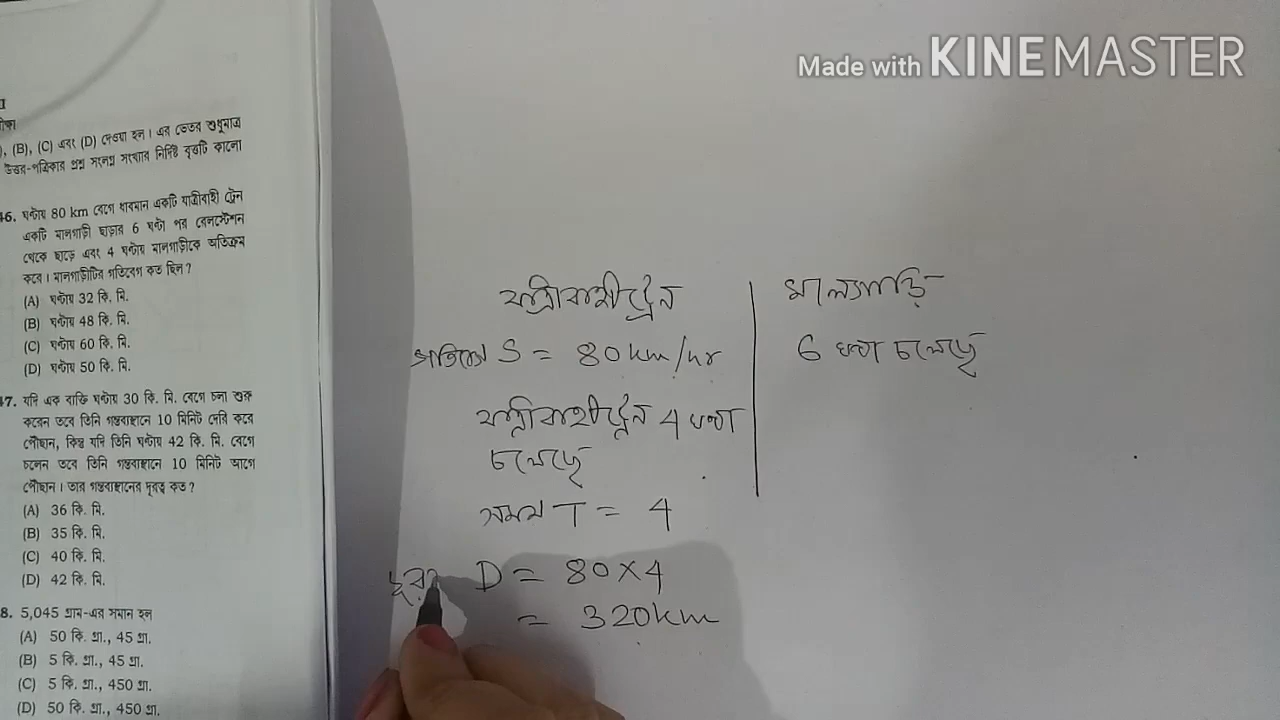 Made with KINEMASTER
), (B), (C) এবং (D) দেওয়া হল। এর ভেতর শুধুমাত্র
উত্তর-পত্রিকার প্রশ্ন সংলগ্ন সংখ্যার নির্দিষ্ট বৃত্তটি কালো
46. ঘণ্টায় 80 km বেগে ধাবমান একটি যাত্রীবাহী ট্রেন
একটি মালগাড়ী ছাড়ার 6 ঘণ্টা পর রেলস্টেশন
থেকে ছাড়ে এবং 4 ঘণ্টায় মালগাড়ীকে অতিক্রম
করে। মালগাড়ীটির গতিবেগ কত ছিল?
(A) ঘণ্টায় 32 কি. মি.
(B) ঘণ্টায় 48 কি. মি.
(C) ঘণ্টায় 60 কি. মি.
(D) ঘণ্টায় 50 কি. মি.
47. যদি এক ব্যক্তি ঘণ্টায় 30 কি. মি. বেগে চলা শুরু
করেন তবে তিনি গন্তব্যস্থানে 10 মিনিট দেরি করে
পৌঁছান, কিন্তু যদি তিনি ঘণ্টায় 42 কি. মি. বেগে
চলেন তবে তিনি গন্তব্যস্থানে 10 মিনিট আগে
পৌঁছান। তার গন্তব্যস্থানের দূরত্ব কত?
(A) 36 কি. মি.
(B) 35 কি. মি.
(C) 40 কি. মি.
(D) 42 কি. মি.
8. 5,045 গ্রাম-এর সমান হল
(A) 50 কি. গ্রা., 45 গ্রা.
(B) 5 কি. গ্রা., 45 গ্রা.
(C) 5 কি. গ্রা., 450 গ্রা.
(D) 50 কি. গ্রা., 450 গ্রা.
যাত্রীবাহী ট্রেন
গতিবেগ S = 80 km/hr
যাত্রীবাহী ট্রেন 4 ঘণ্টা
চলেছে
সময় T = 4
D = 80 × 4
= 320 km
মালগাড়ি
6 ঘণ্টা চলেছে